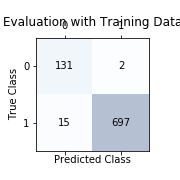 0 1
Evaluation with Training Data
0 131 2
1 15 697
True Class
Predicted Class